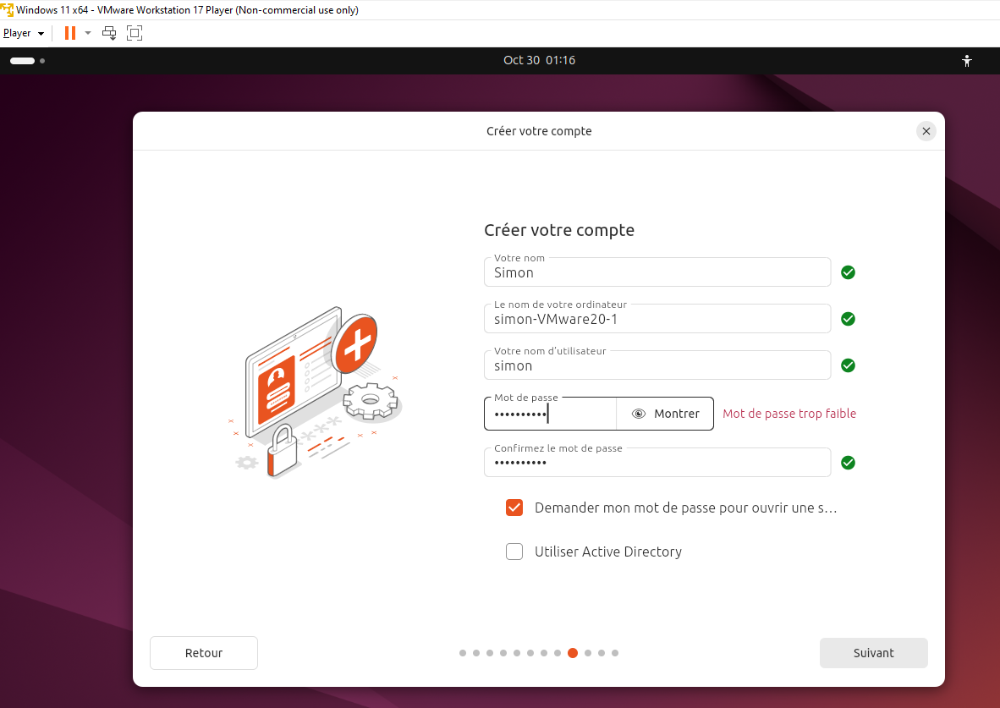 Windows 11 x64 - VMware Workstation 17 Player (Non-commercial use only)
Player
Oct 30 01:16
Créer votre compte
Créer votre compte
Votre nom
Simon
Le nom de votre ordinateur
simon-VMware20-1
Votre nom d'utilisateur
simon
Mot de passe
••••••••••
Montrer
Mot de passe trop faible
Confirmez le mot de passe
••••••••••
Demander mon mot de passe pour ouvrir une s…
Utiliser Active Directory
Retour
Suivant